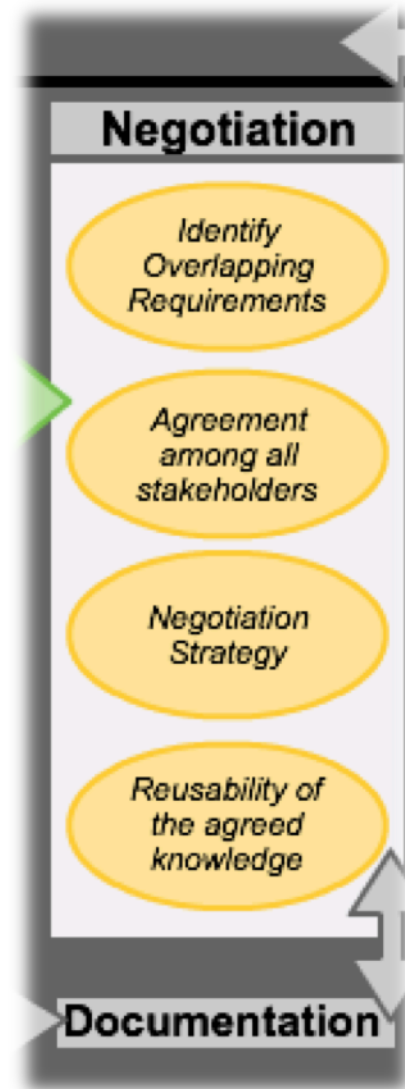 Negotiation
Identify
Overlapping
Requirements
Agreement
among all
stakeholders
Negotiation
Strategy
Reusability of
the agreed
knowledge
Documentation